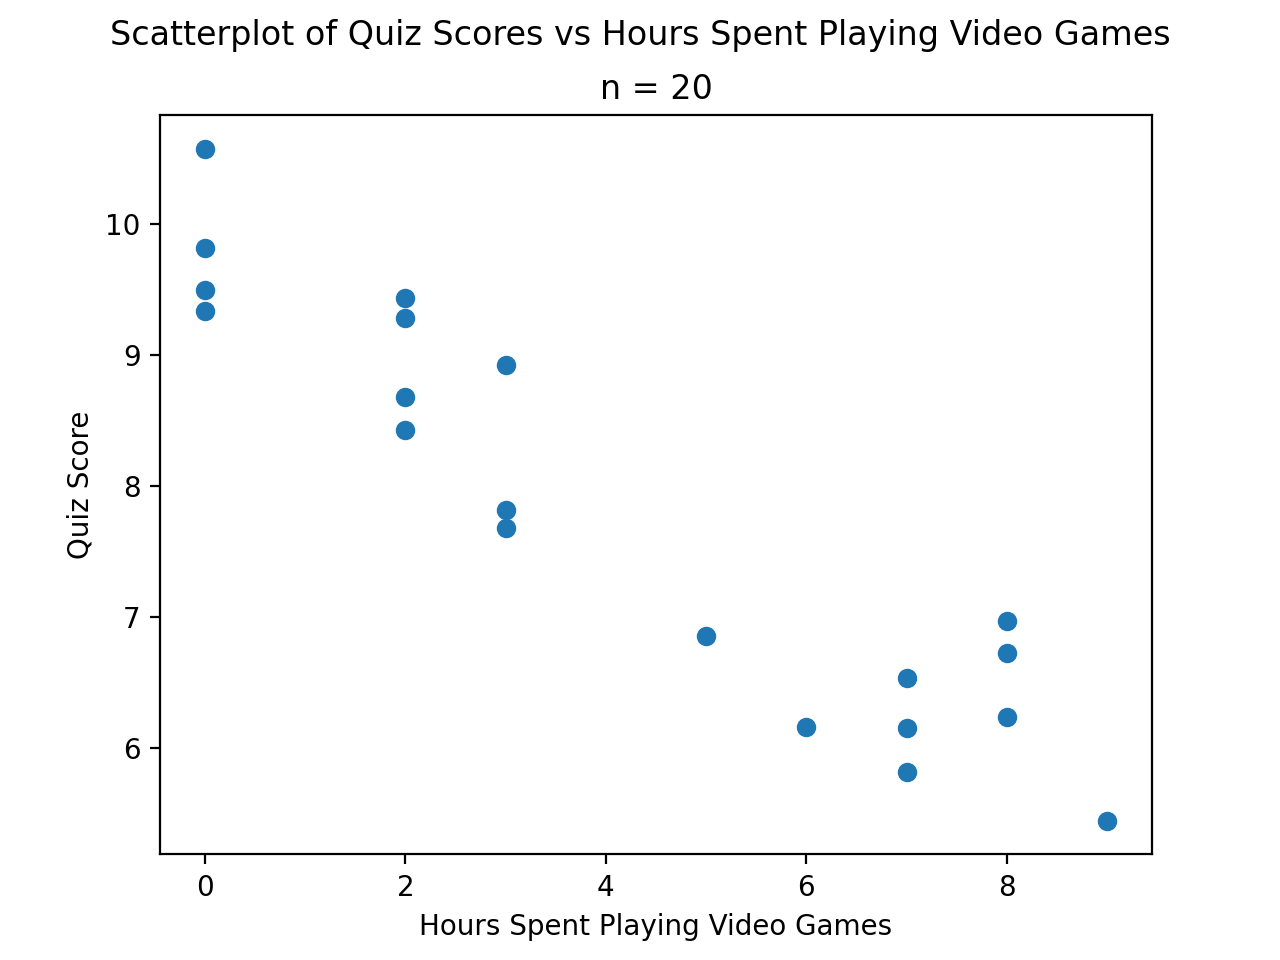 Scatterplot of Quiz Scores vs Hours Spent Playing Video Games
n = 20
10
9
8
7
6
Quiz Score
0 2 4 6 8
Hours Spent Playing Video Games